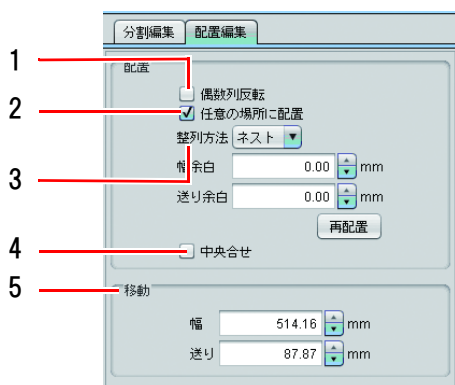 分割編集 配置編集
配置
1
偶数列反転
2
任意の場所に配置
整列方法 ネスト
3
幅余白 0.00 mm
送り余白 0.00 mm
再配置
4
中央合せ
5
移動
幅 514.16 mm
送り 87.87 mm